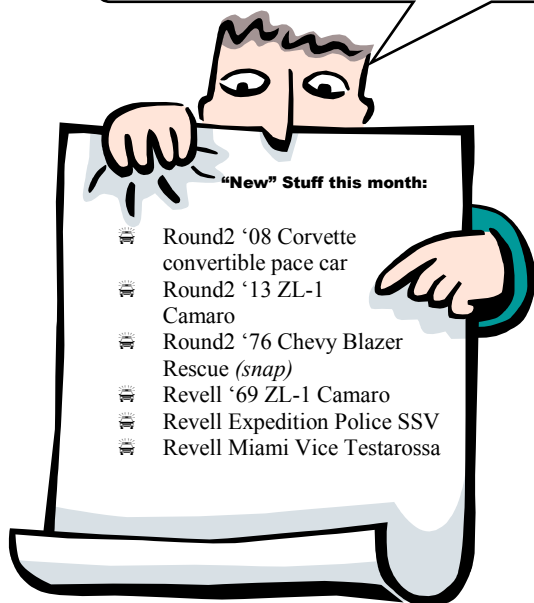 “New” Stuff this month:
Round2 ‘08 Corvette
convertible pace car
Round2 ‘13 ZL-1
Camaro
Round2 ‘76 Chevy Blazer
Rescue (snap)
Revell ‘69 ZL-1 Camaro
Revell Expedition Police SSV
Revell Miami Vice Testarossa